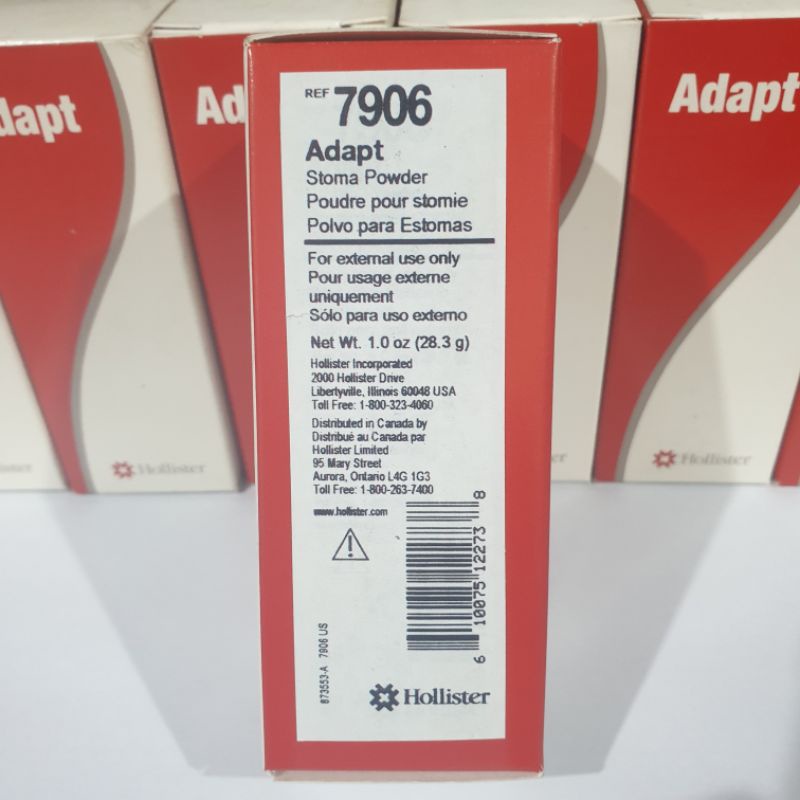 dapt
Ad
Adapt
REF 7906
Adapt
Stoma Powder
Poudre pour stomie
Polvo para Estomas
For external use only
Pour usage externe
uniquement
Sólo para uso externo
Net Wt. 1.0 oz (28.3 g)
Hollister Incorporated
2000 Hollister Drive
Libertyville, Illinois 60048 USA
Toll Free: 1-800-323-4060
Distributed in Canada by
Distribué au Canada par
Hollister Limited
95 Mary Street
Aurora, Ontario L4G 1G3
Toll Free: 1-800-263-7400
www.hollister.com
6 10075 12273 8
873553-A 7906 US
Hollister
ister
Hollister
er
Hollister